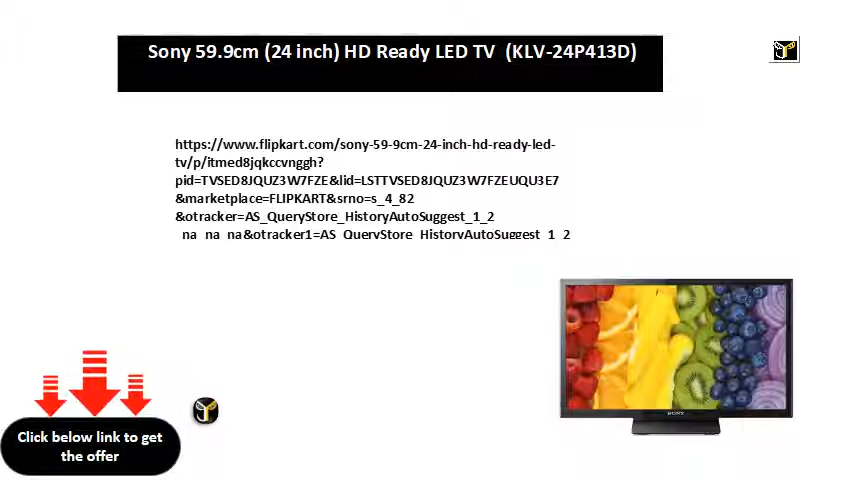 Sony 59.9cm (24 inch) HD Ready LED TV (KLV-24P413D)
https://www.flipkart.com/sony-59-9cm-24-inch-hd-ready-led-
tv/p/itmed8jqkccvnggh?
pid=TVSED8JQUZ3W7FZE&lid=LSTTVSED8JQUZ3W7FZEUQU3E7
&marketplace=FLIPKART&srno=s_4_82
&otracker=AS_QueryStore_HistoryAutoSuggest_1_2
_na_na_na&otracker1=AS_QueryStore_HistoryAutoSuggest_1_2
SONY
Click below link to get
the offer